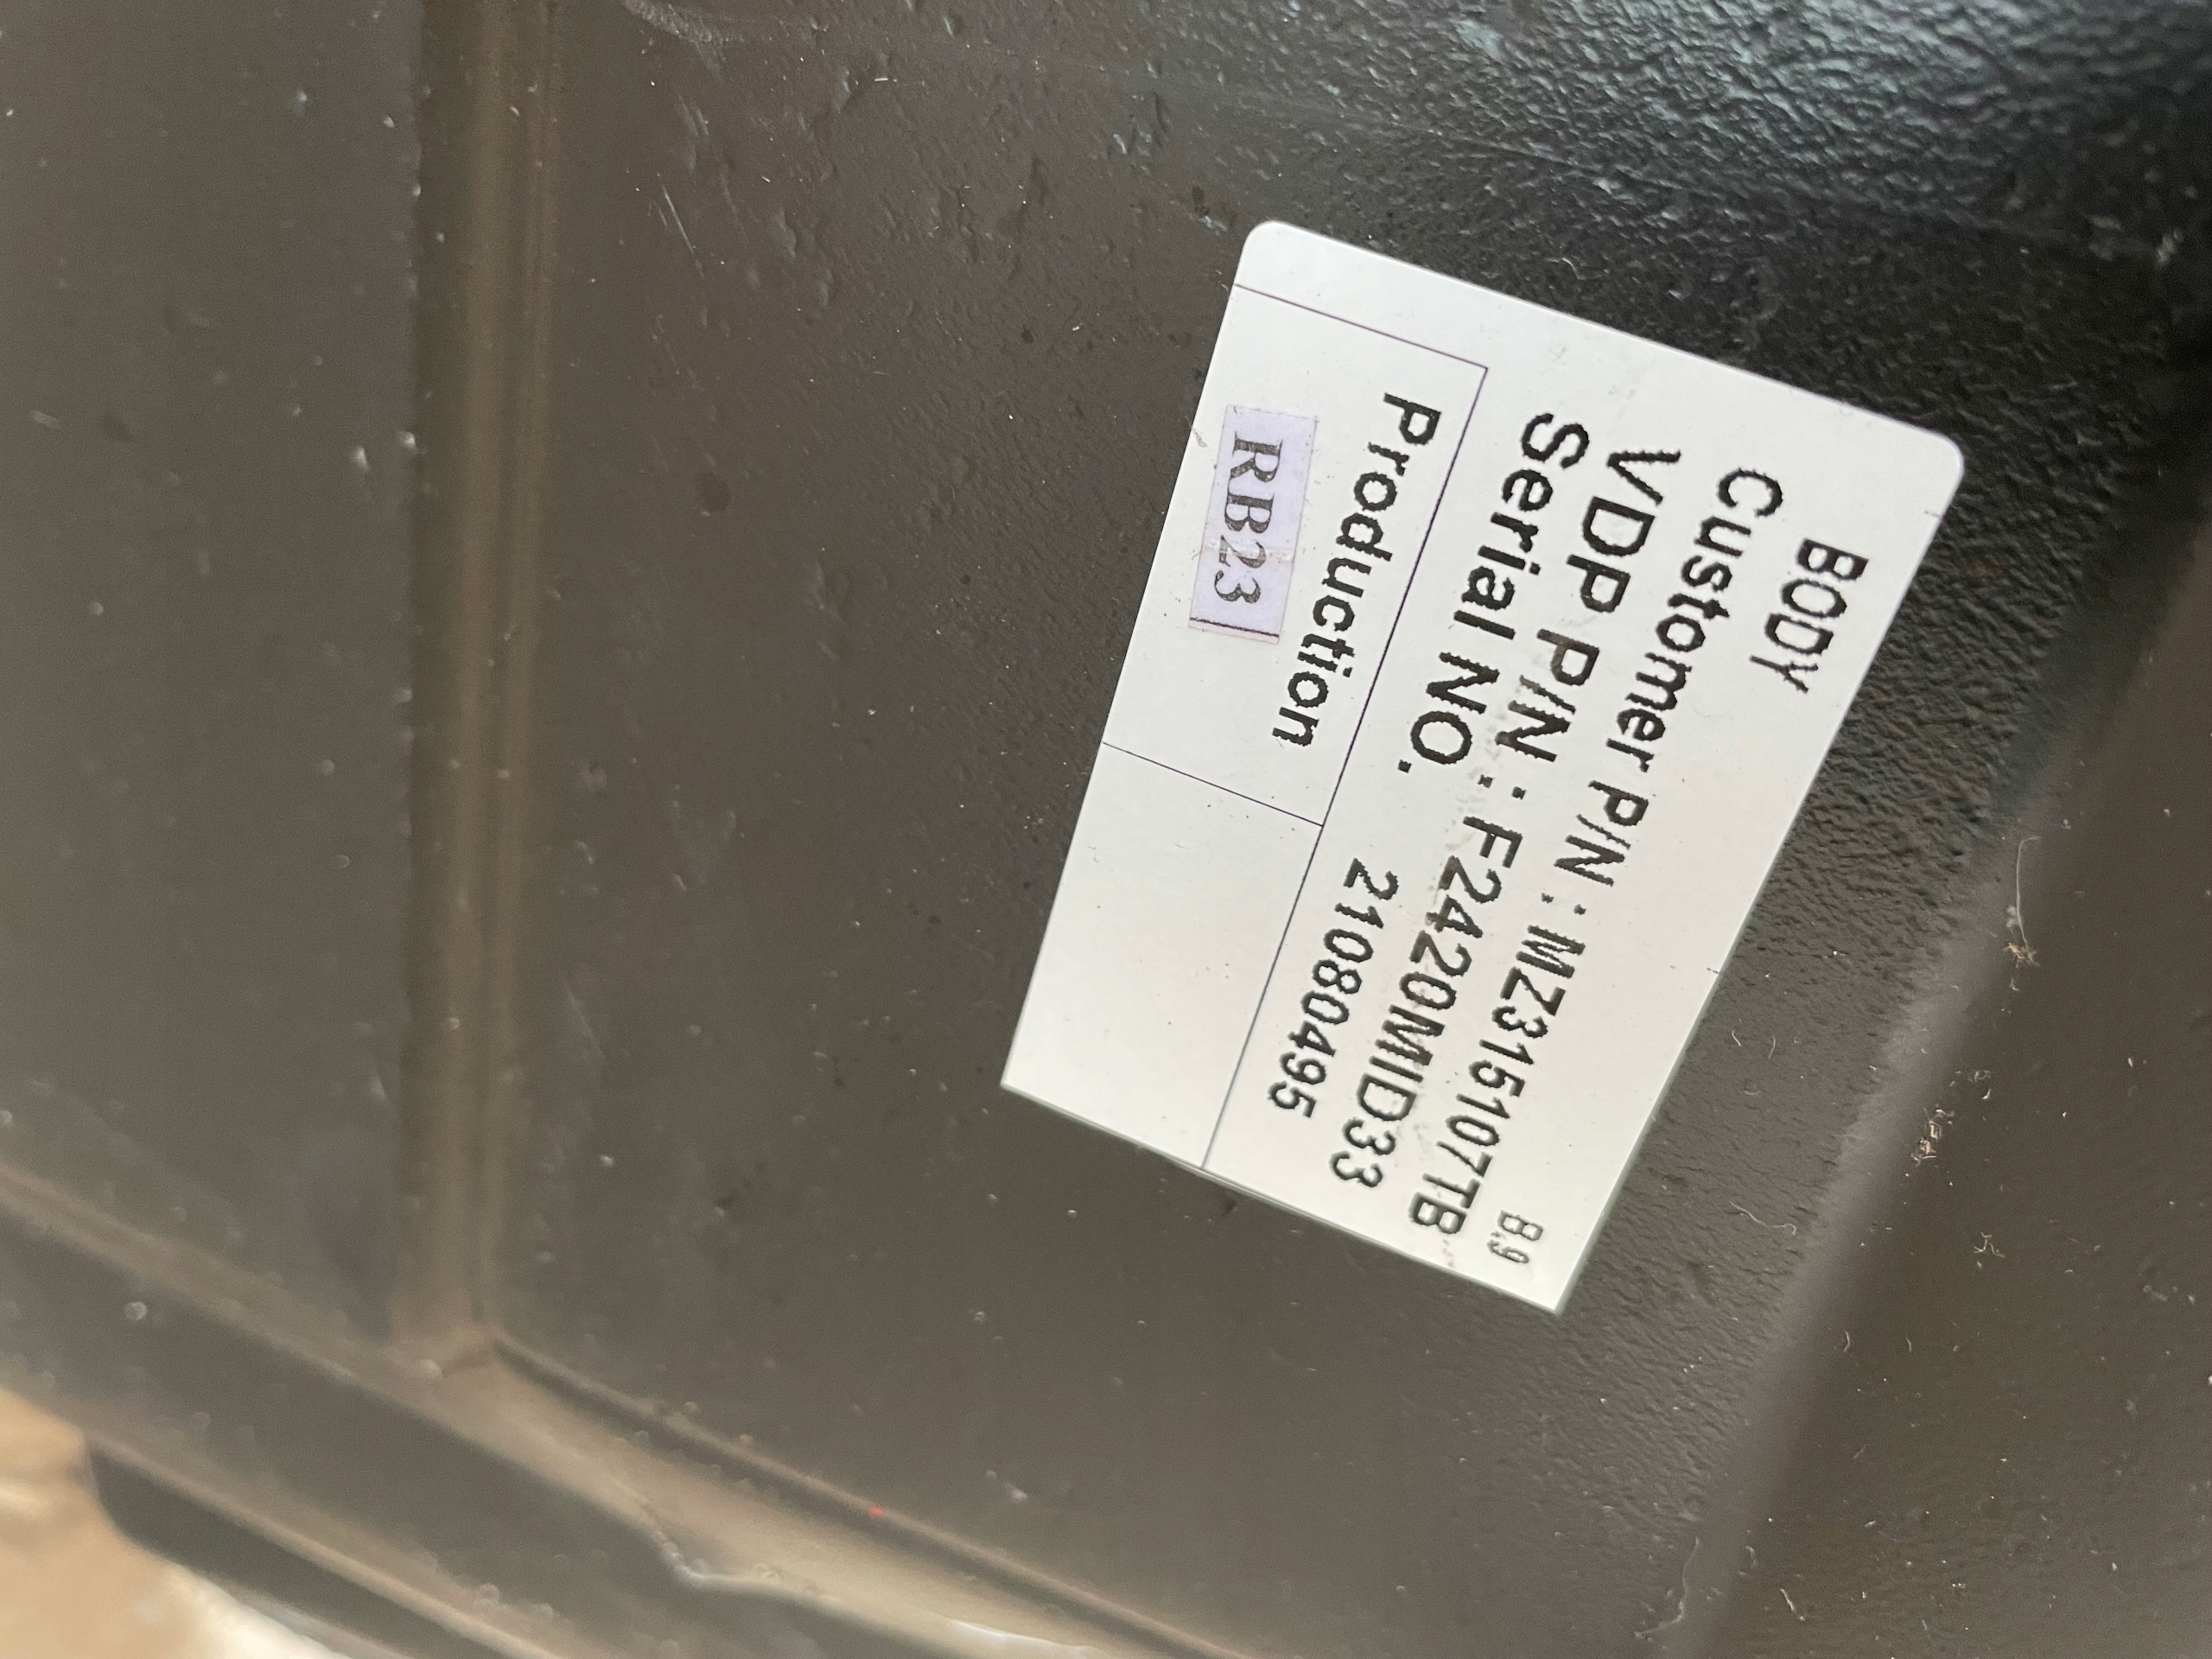 BODY
Customer P/N : MZ315107TB B.9
VDP P/N : F2420MID33
Serial NO. 21080495
Production
RB23